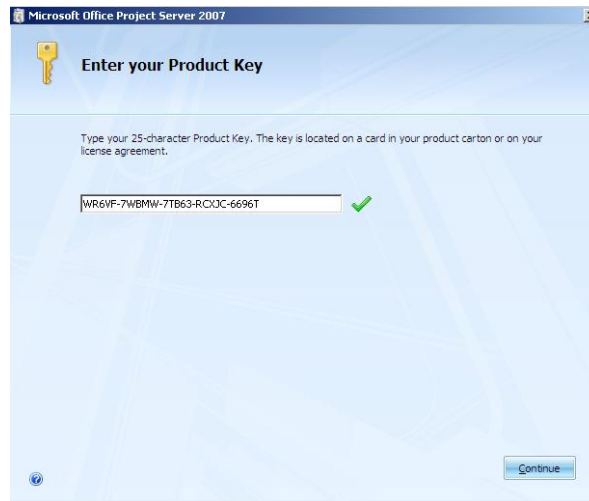 Microsoft Office Project Server 2007
Enter your Product Key
Type your 25-character Product Key. The key is located on a card in your product carton or on your
license agreement.
WR6VF-7WBMW-7TB63-RCXJC-6696T
Continue